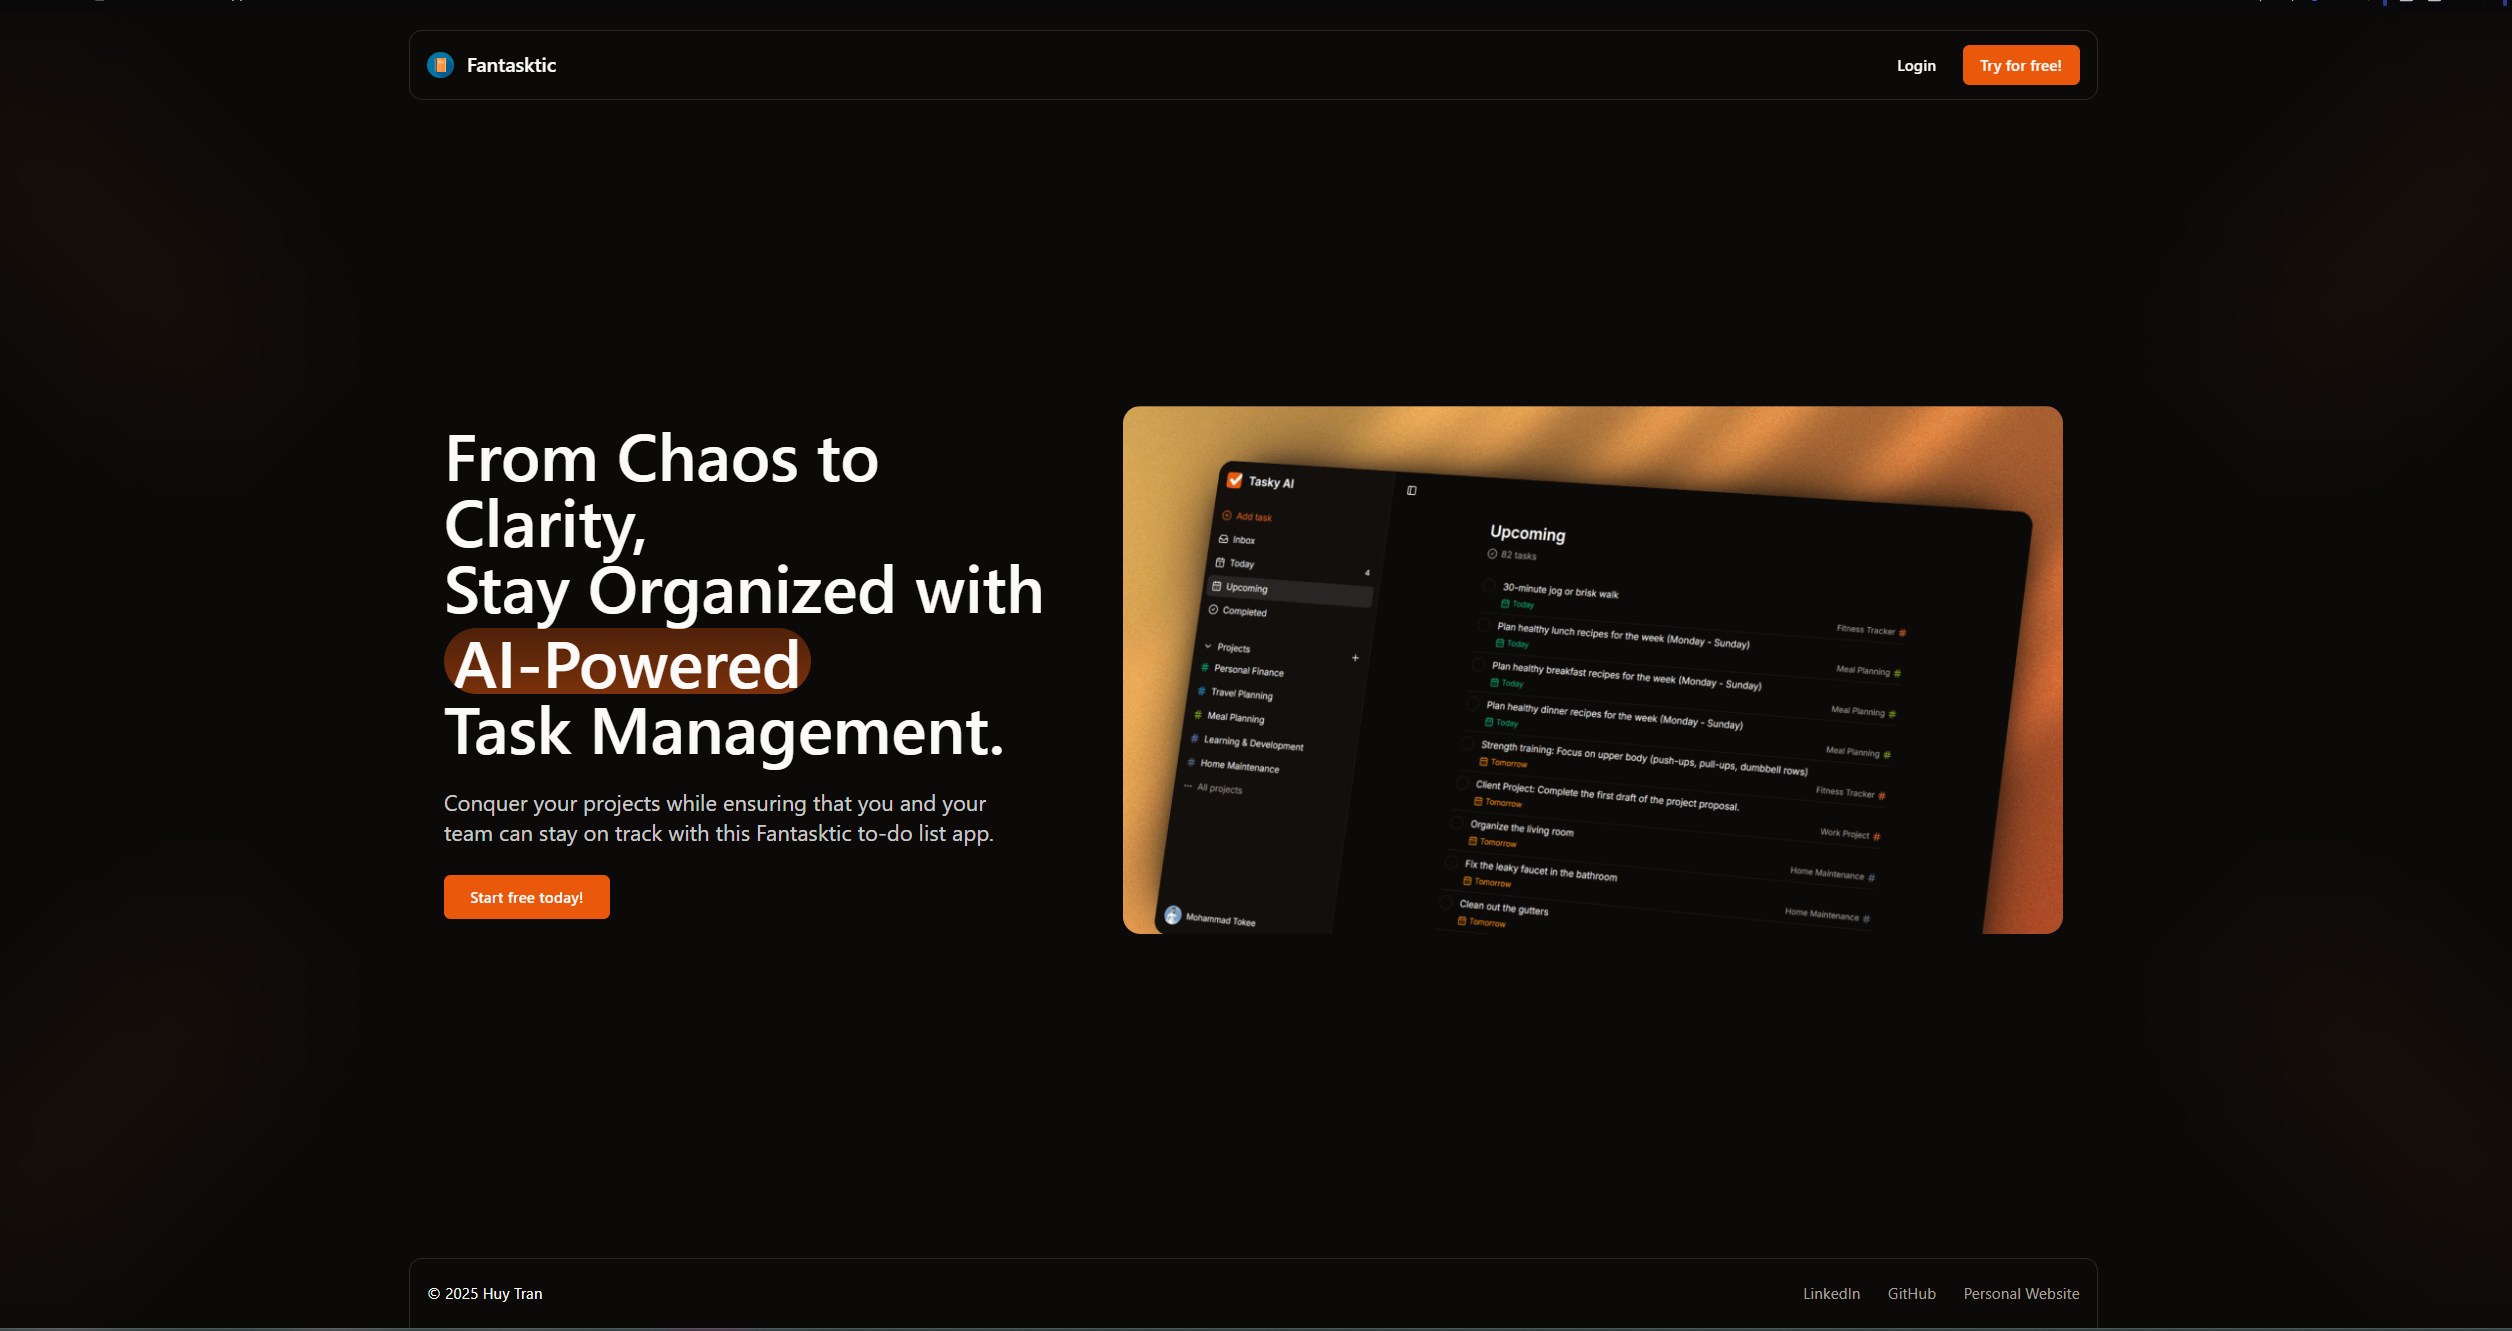 Fantasktic
Login
Try for free!
From Chaos to
Clarity,
Stay Organized with
AI-Powered
Task Management.
Conquer your projects while ensuring that you and your
team can stay on track with this Fantasktic to-do list app.
Start free today!
Tasky AI
Add task
Inbox
Today 4
Upcoming
Completed
Projects +
# Personal Finance
# Travel Planning
# Meal Planning
# Learning & Development
# Home Maintenance
All projects
Mohammad Tokee
Upcoming
82 tasks
30-minute jog or brisk walk
Today
Fitness Tracker #
Plan healthy lunch recipes for the week (Monday - Sunday)
Today
Meal Planning #
Plan healthy breakfast recipes for the week (Monday - Sunday)
Today
Meal Planning #
Plan healthy dinner recipes for the week (Monday - Sunday)
Today
Meal Planning #
Strength training: Focus on upper body (push-ups, pull-ups, dumbbell rows)
Tomorrow
Fitness Tracker #
Client Project: Complete the first draft of the project proposal.
Tomorrow
Work Project #
Organize the living room
Tomorrow
Home Maintenance #
Fix the leaky faucet in the bathroom
Tomorrow
Home Maintenance #
Clean out the gutters
Tomorrow
© 2025 Huy Tran
LinkedIn
GitHub
Personal Website